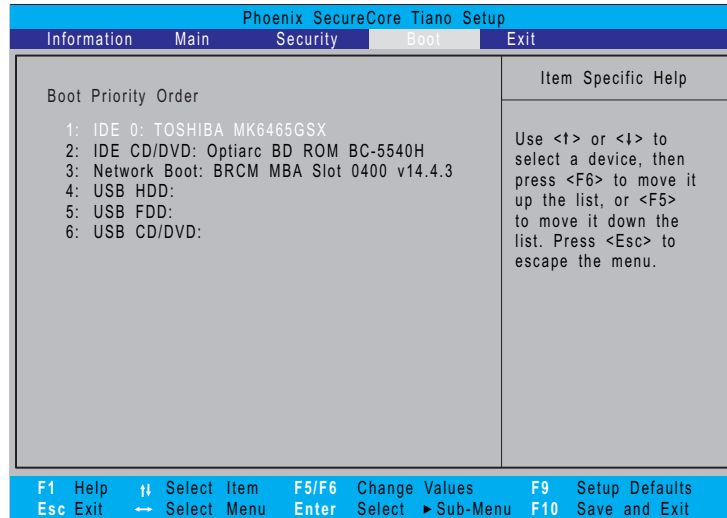 Phoenix SecureCore Tiano Setup
Information Main Security Boot Exit
Boot Priority Order
1: IDE 0: TOSHIBA MK6465GSX
2: IDE CD/DVD: Optiarc BD ROM BC-5540H
3: Network Boot: BRCM MBA Slot 0400 v14.4.3
4: USB HDD:
5: USB FDD:
6: USB CD/DVD:
Item Specific Help
Use <↑> or <↓> to
select a device, then
press <F6> to move it
up the list, or <F5>
to move it down the
list. Press <Esc> to
escape the menu.
F1 Help ↑↓ Select Item F5/F6 Change Values F9 Setup Defaults
Esc Exit ↔ Select Menu Enter Select ►Sub-Menu F10 Save and Exit